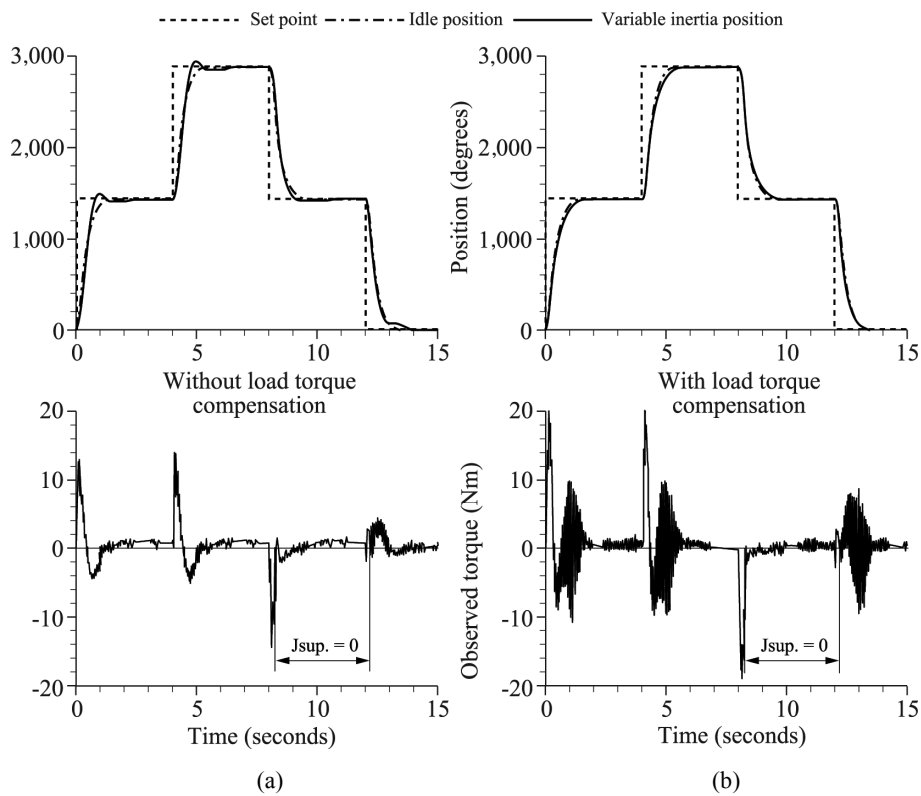 Set point Idle position Variable inertia position
3,000
2,000
1,000
0
0 5 10 15
Without load torque
compensation
Position (degrees)
3,000
2,000
1,000
0
0 5 10 15
With load torque
compensation
20
10
0
-10
-20
Jsup. = 0
0 5 10 15
Time (seconds)
(a)
Observed torque (Nm)
20
10
0
-10
-20
Jsup. = 0
0 5 10 15
Time (seconds)
(b)